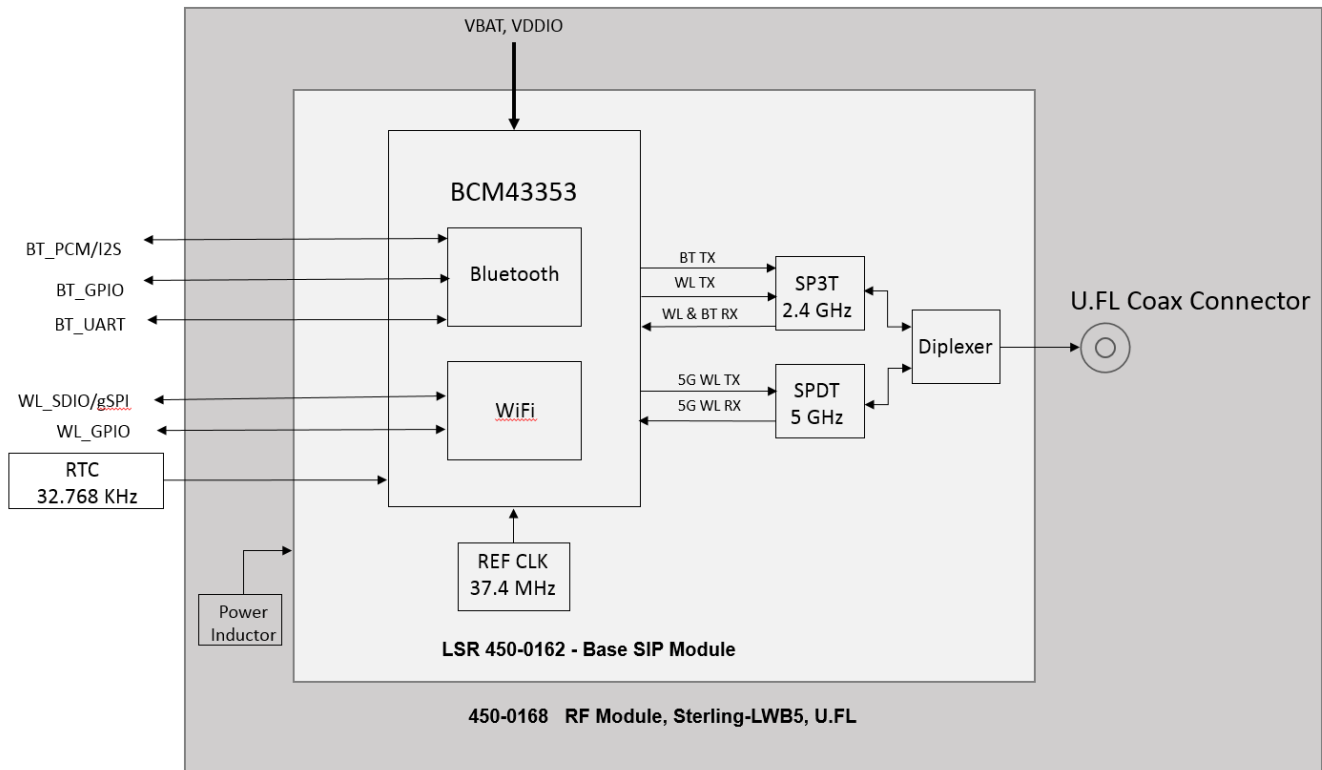 VBAT, VDDIO
BCM43353
BT_PCM/I2S
BT_GPIO
BT_UART
Bluetooth
WL_SDIO/gSPI
WL_GPIO
WiFi
RTC
32.768 KHz
REF CLK
37.4 MHz
Power
Inductor
BT TX
WL TX
WL & BT RX
SP3T
2.4 GHz
5G WL TX
5G WL RX
SPDT
5 GHz
Diplexer
U.FL Coax Connector
LSR 450-0162 - Base SIP Module
450-0168 RF Module, Sterling-LWB5, U.FL